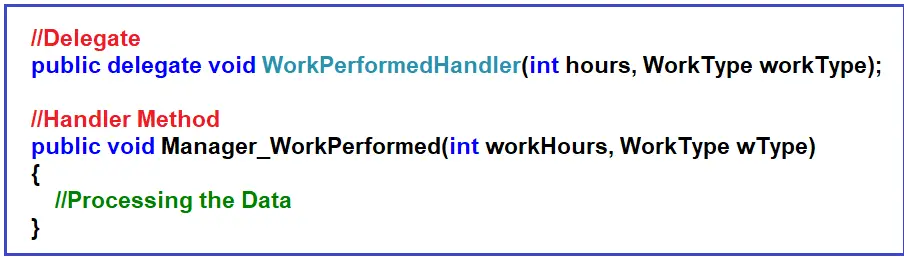 //Delegate
public delegate void WorkPerformedHandler(int hours, WorkType workType);
//Handler Method
public void Manager_WorkPerformed(int workHours, WorkType wType)
{
//Processing the Data
}